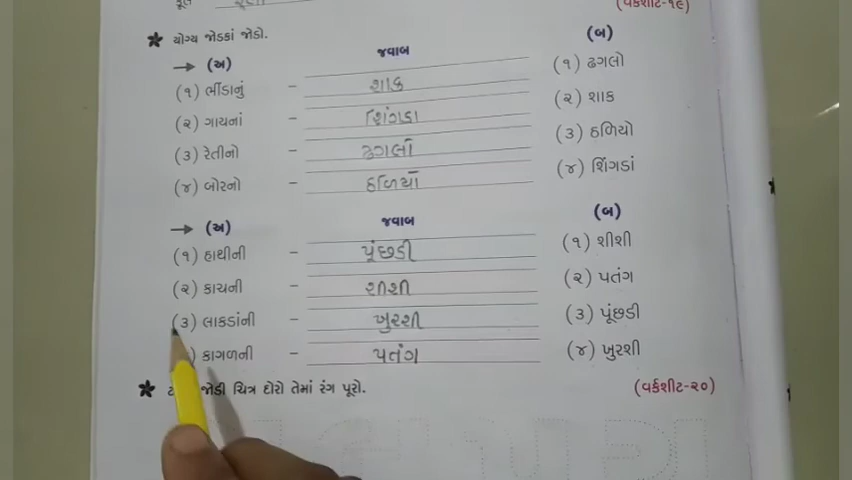 (વર્કશીટ-૧૯)
યોગ્ય જોડકાં જોડો.
(અ) જવાબ (બ)
(૧) ભીંડાનું - શાક (૧) ઢગલો
(૨) ગાયનાં - શિંગડા (૨) શાક
(૩) રેતીનો - ઢગલો (૩) ઠળિયો
(૪) બોરનો - ઠળિયો (૪) શિંગડાં
(અ) જવાબ (બ)
(૧) હાથીની - પૂંછડી (૧) શીશી
(૨) કાચની - શીશી (૨) પતંગ
(૩) લાકડાંની - ખુરશી (૩) પૂંછડી
કાગળની - પતંગ (૪) ખુરશી
જોડી ચિત્ર દોરો તેમાં રંગ પૂરો. (વર્કશીટ-૨૦)